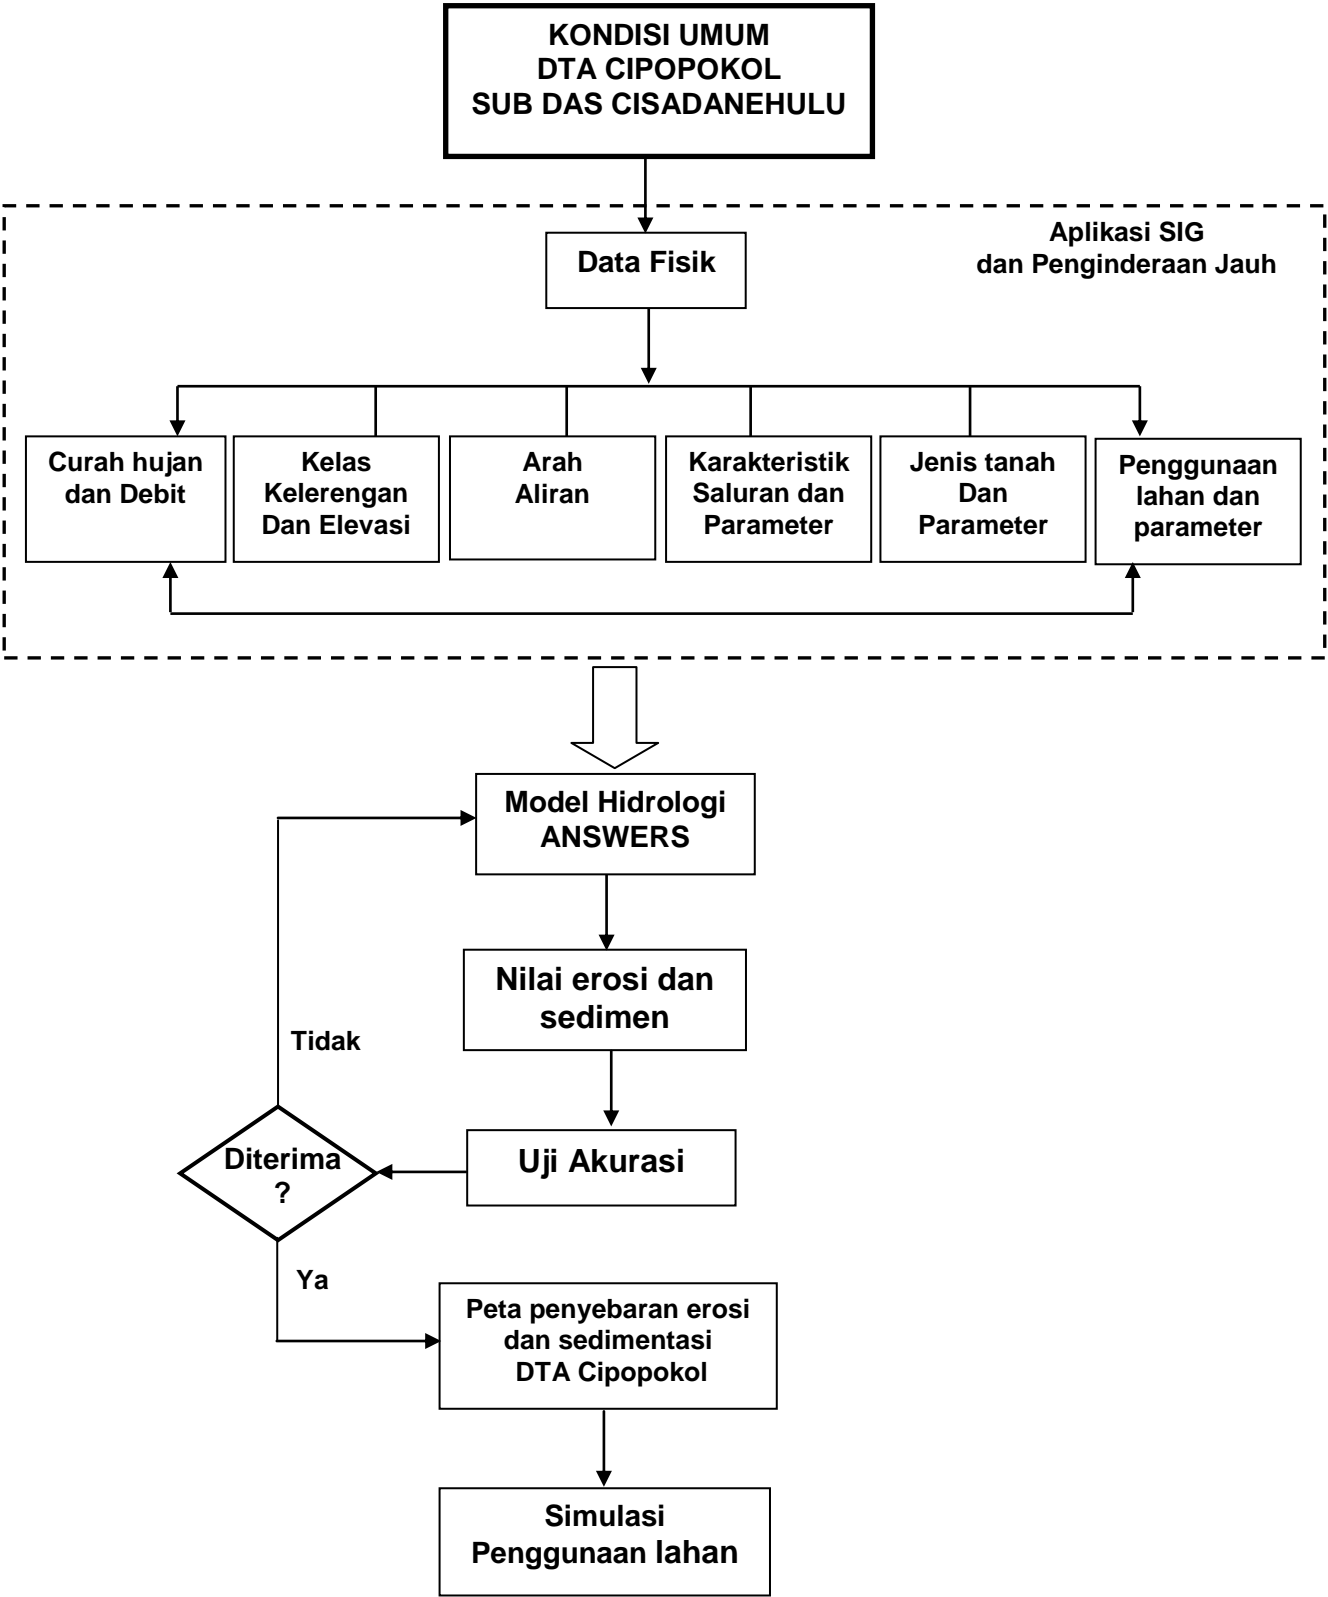 KONDISI UMUM
DTA CIPOPOKOL
SUB DAS CISADANEHULU
Aplikasi SIG
dan Penginderaan Jauh
Data Fisik
Curah hujan
dan Debit
Kelas
Kelerengan
Dan Elevasi
Arah
Aliran
Karakteristik
Saluran dan
Parameter
Jenis tanah
Dan
Parameter
Penggunaan
lahan dan
parameter
Model Hidrologi
ANSWERS
Nilai erosi dan
sedimen
Tidak
Uji Akurasi
Diterima
?
Ya
Peta penyebaran erosi
dan sedimentasi
DTA Cipopokol
Simulasi
Penggunaan lahan